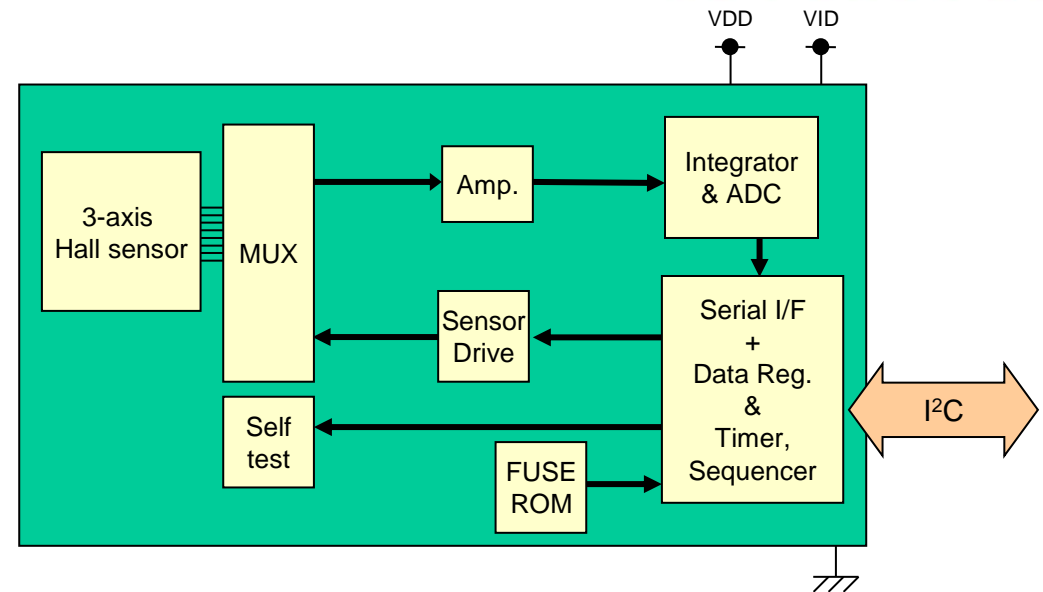 VDD
VID
3-axis
Hall sensor
MUX
Amp.
Integrator
& ADC
Sensor
Drive
Serial I/F
+
Data Reg.
&
Timer,
Sequencer
I²C
Self
test
FUSE
ROM